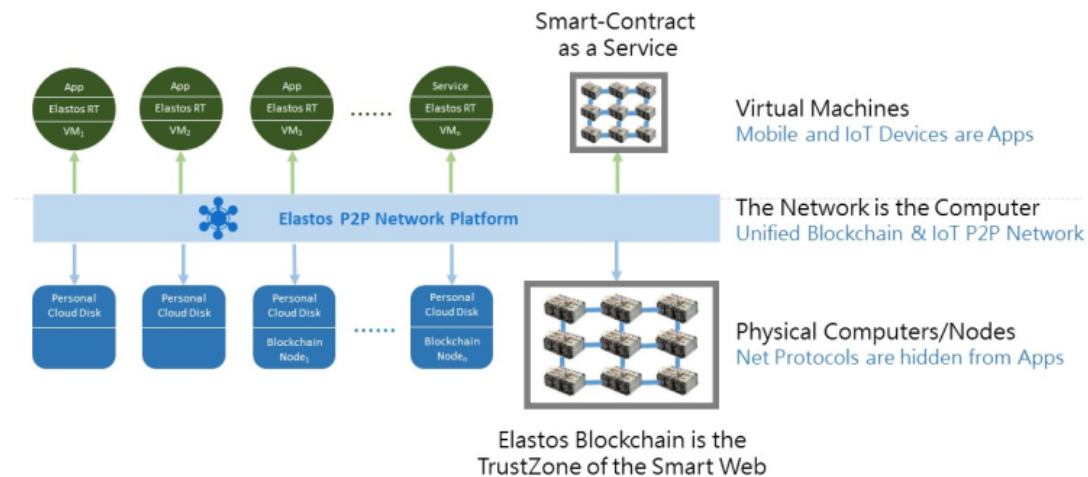 Smart-Contract
as a Service
App
Elastos RT
VM₁
App
Elastos RT
VM₂
App
Elastos RT
VM₃
......
Service
Elastos RT
VMₙ
Virtual Machines
Mobile and IoT Devices are Apps
Elastos P2P Network Platform
The Network is the Computer
Unified Blockchain & IoT P2P Network
Personal
Cloud Disk
Personal
Cloud Disk
Personal
Cloud Disk
Blockchain
Node₁
......
Personal
Cloud Disk
Blockchain
Nodeₙ
Physical Computers/Nodes
Net Protocols are hidden from Apps
Elastos Blockchain is the
TrustZone of the Smart Web